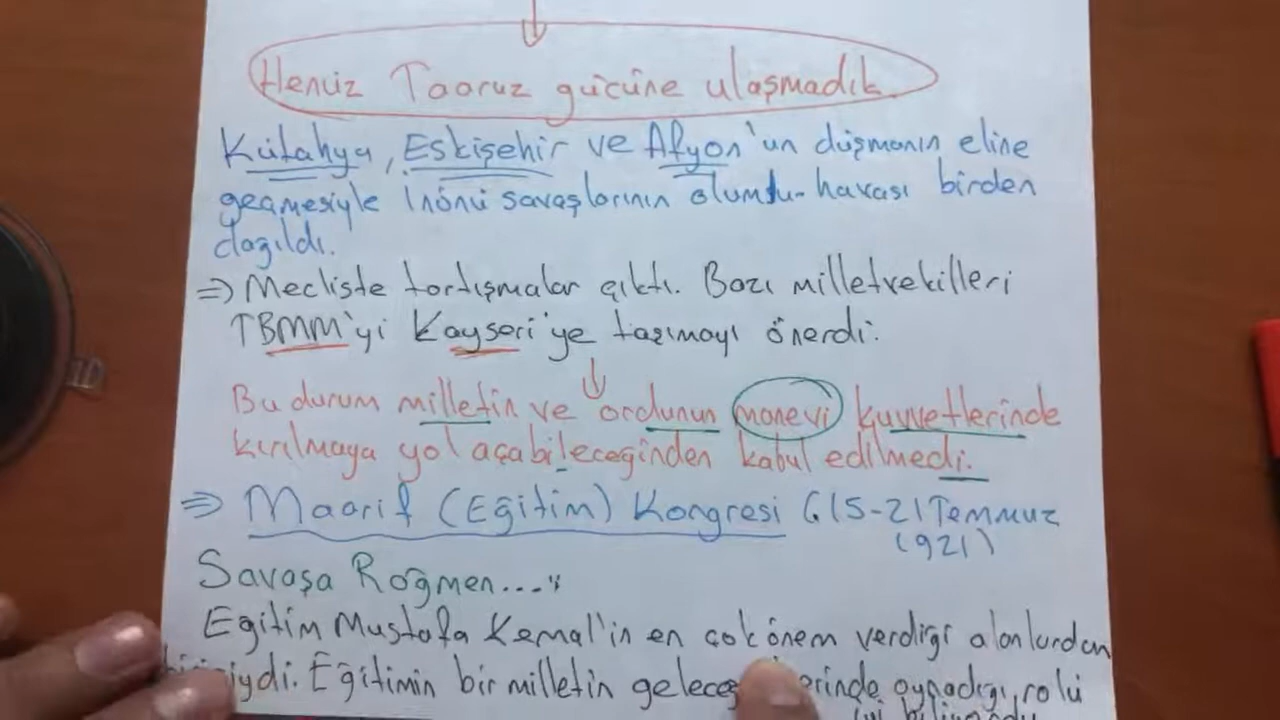 Henüz Taaruz gücüne ulaşmadık
Kütahya, Eskişehir ve Afyon'un düşmanın eline
geçmesiyle İnönü savaşlarının olumlu havası birden
dağıldı.
⇒ Mecliste tartışmalar çıktı. Bazı milletvekilleri
TBMM'yi Kayseri'ye taşımayı önerdi.
Bu durum milletin ve ordunun manevi kuvvetlerinde
kırılmaya yol açabileceğinden kabul edilmedi.
⇒ Maarif (Eğitim) Kongresi (15-21 Temmuz
1921)
Savaşa Rağmen..."
Eğitim Mustafa Kemal'in en çok önem verdiği alanlardan
Eğitimin bir milletin oynadığı rolü